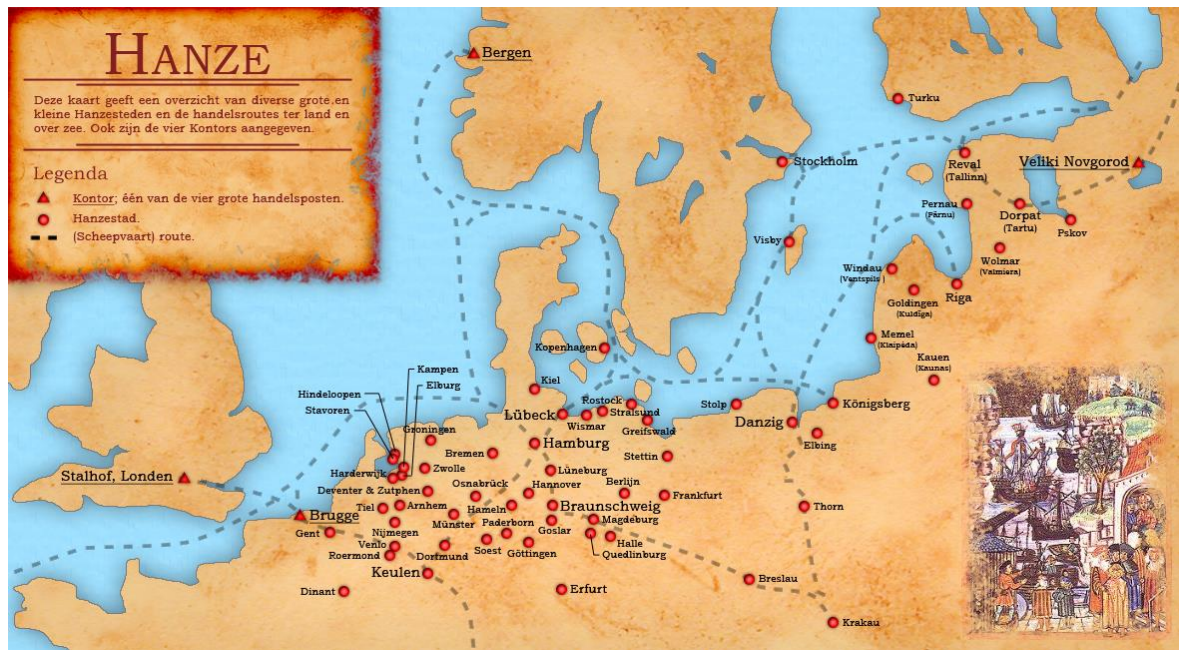 HANZE
Deze kaart geeft een overzicht van diverse grote en
kleine Hanzesteden en de handelsroutes ter land en
over zee. Ook zijn de vier Kontors aangegeven.
Legenda
Kontor; één van de vier grote handelsposten.
Hanzestad.
(Scheepvaart) route.
Bergen
Turku
Stockholm
Reval
(Tallinn)
Veliki Novgorod
Pernau
(Pärnu)
Dorpat
(Tartu)
Pskov
Visby
Wolmar
(Valmiera)
Windau
(Ventspils )
Goldingen
(Kuldīga)
Riga
Memel
(Klaipėda)
Kauen
(Kaunas)
Kopenhagen
Kampen
Elburg
Hindeloopen
Stavoren
Kiel
Rostock
Lübeck
Wismar
Stralsund
Greifswald
Stolp
Danzig
Königsberg
Elbing
Groningen
Hamburg
Bremen
Stettin
Harderwijk
Zwolle
Lüneburg
Stalhof, Londen
Deventer & Zutphen
Osnabrück
Hannover
Berlijn
Frankfurt
Tiel
Arnhem
Hameln
Braunschweig
Thorn
Brugge
Münster
Paderborn
Goslar
Magdeburg
Gent
Nijmegen
Halle
Venlo
Quedlinburg
Roermond
Dortmund
Soest
Göttingen
Keulen
Breslau
Dinant
Erfurt
Krakau